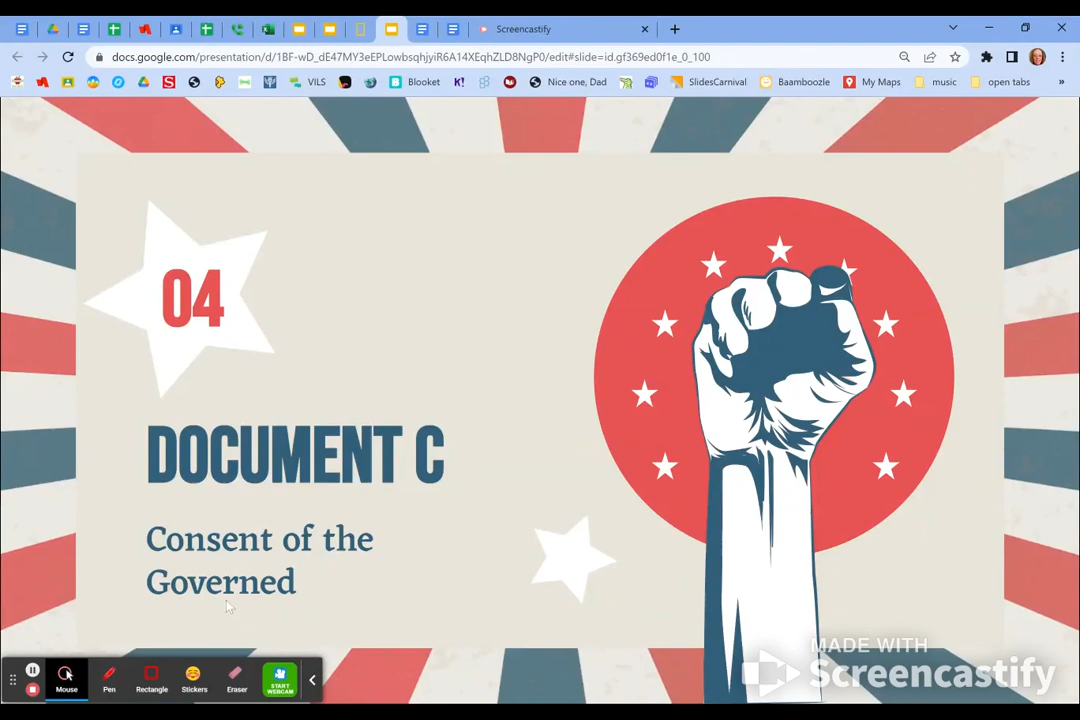 Screencastify
docs.google.com/presentation/d/1BF-wD_dE47MY3eEPLowbsqhjyiR6A14XEqhZLD8NgP0/edit#slide=id.gf369ed0f1e_0_100
VILS
Blooket
K!
Nice one, Dad
SlidesCarnival
Baamboozle
My Maps
music
open tabs
»
04
DOCUMENT C
Consent of the
Governed
Mouse
Pen
Rectangle
Stickers
Eraser
START
WEBCAM
MADE WITH
Screencastify